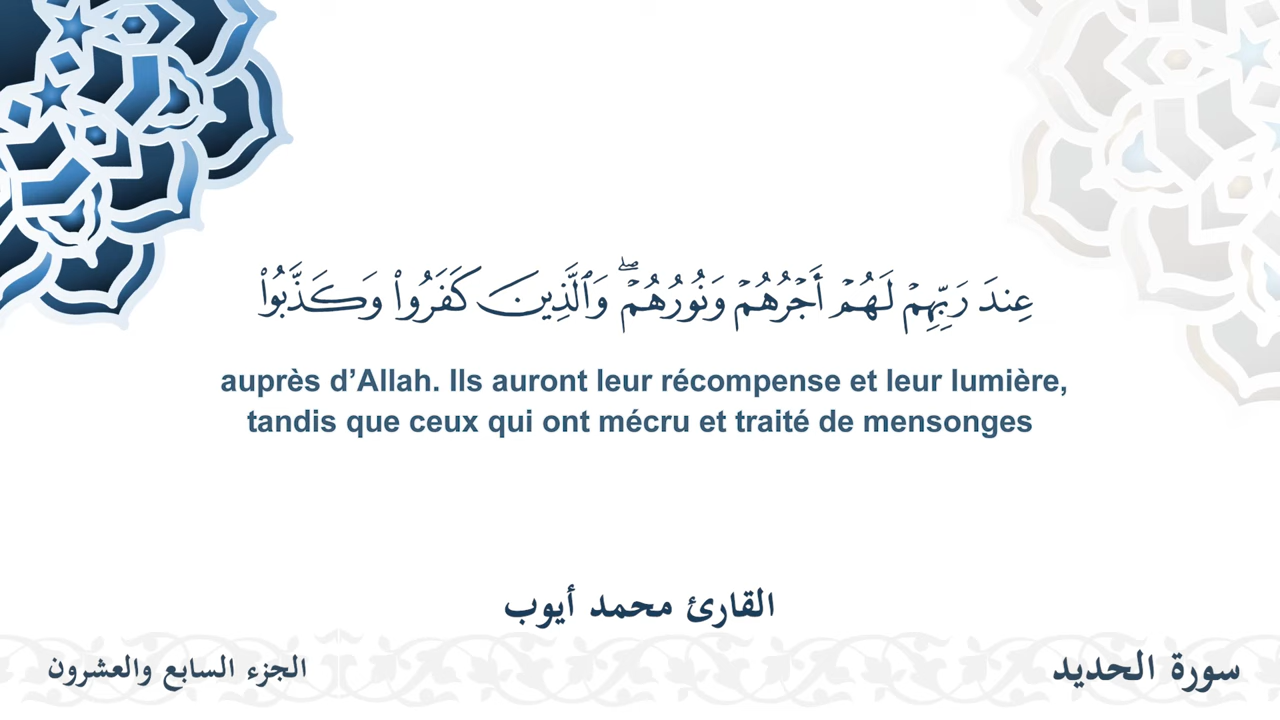 عِندَ رَبِّهِمۡ لَهُمۡ أَجۡرُهُمۡ وَنُورُهُمۡۖ وَٱلَّذِينَ كَفَرُواْ وَكَذَّبُواْ
auprès d’Allah. Ils auront leur récompense et leur lumière,
tandis que ceux qui ont mécru et traité de mensonges
القارئ محمد أيوب
سورة الحديد
الجزء السابع والعشرون